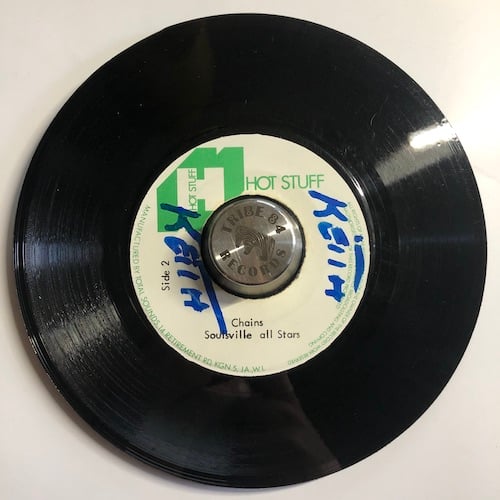 HOT STUFF
HOT STUFF
KEITH
KEITH
TRIBE 84
RECORDS
Side 2
Chains
Soulsville all Stars
MANUFACTURED BY TOTAL SOUNDS, 1A RETIREMENT RD. KGN 5, JA, W.I.